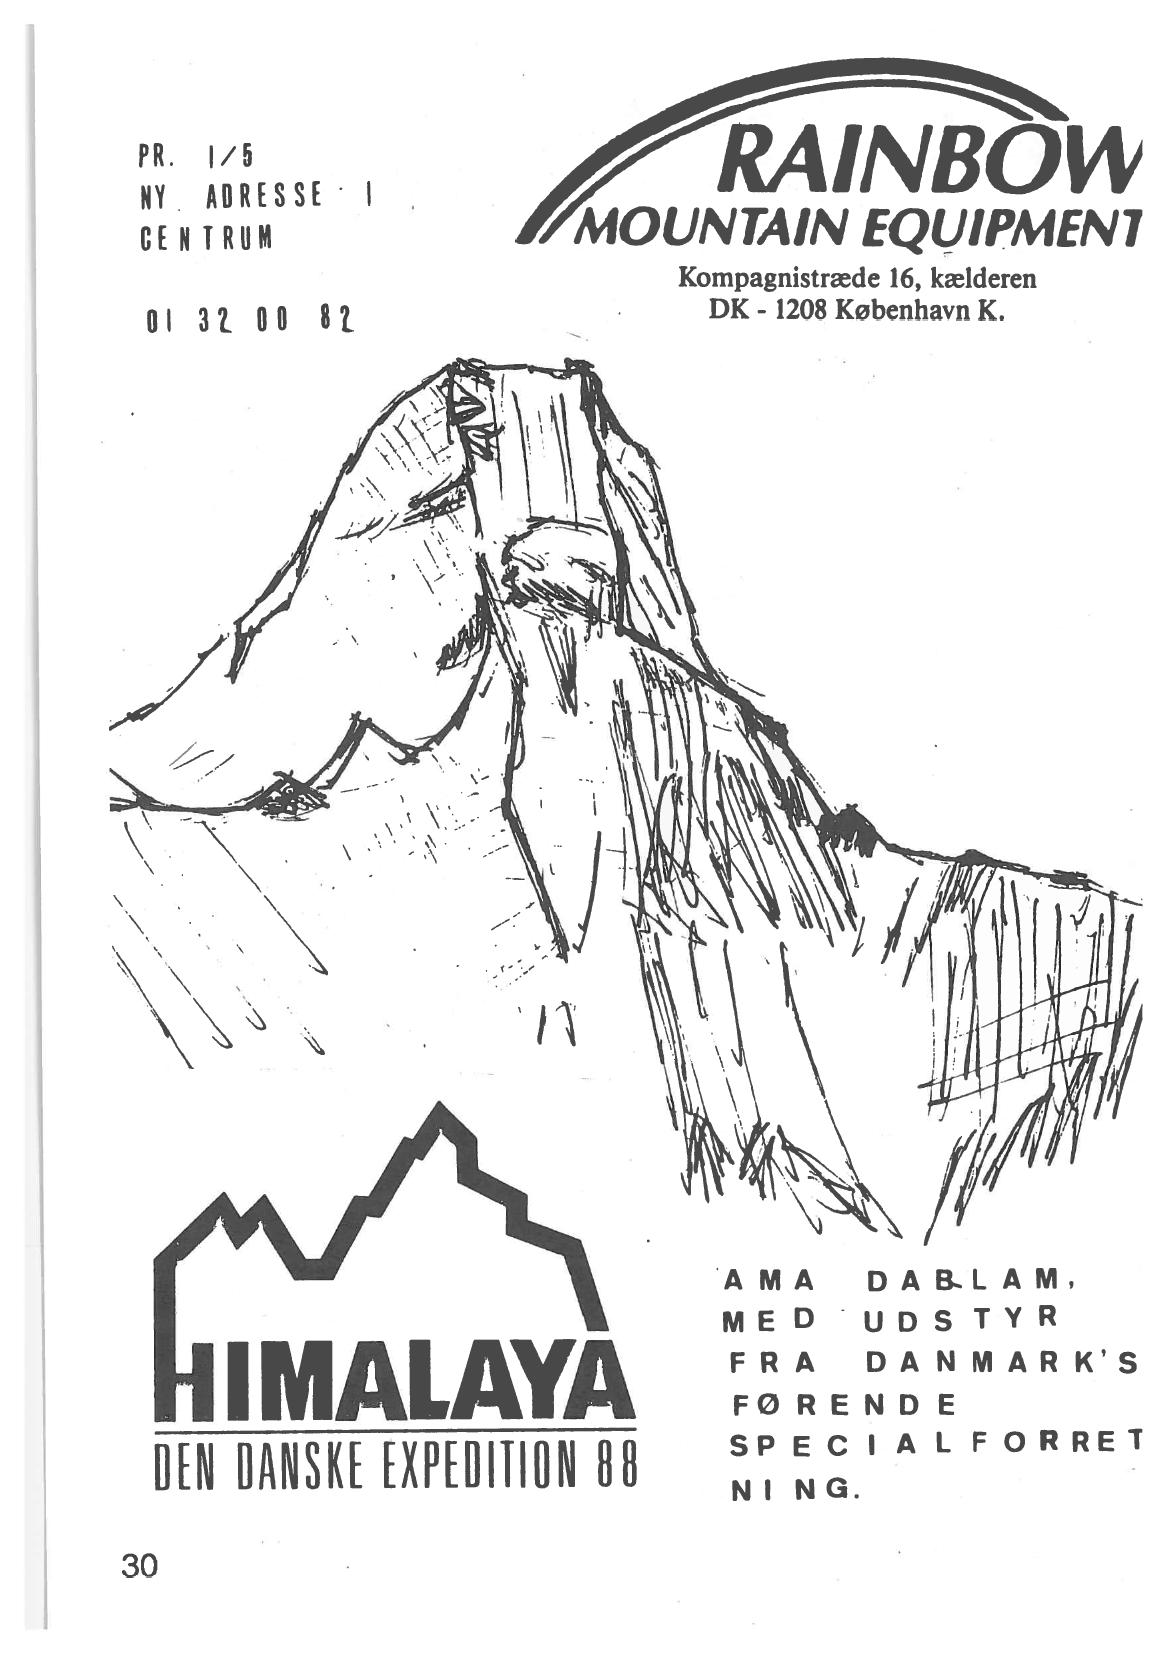 PR. 1/5
NY ADRESSE I
CENTRUM
01 32 00 82
RAINBOW
MOUNTAIN EQUIPMENT
Kompagnistræde 16, kælderen
DK - 1208 København K.
HIMALAYA
DEN DANSKE EXPEDITION 88
AMA DABLAM,
MED UDSTYR
FRA DANMARK'S
FØRENDE
SPECIALFORRET
NING.
30